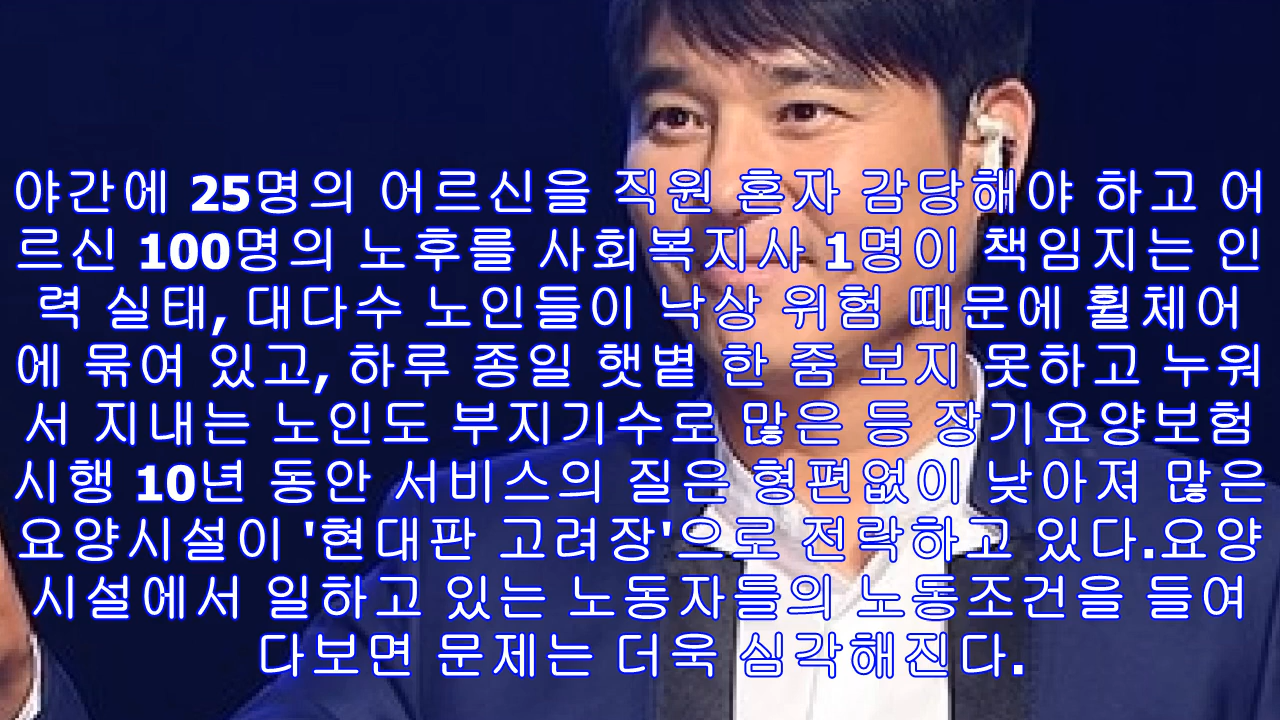 야간에 25명의 어르신을 직원 혼자 감당해야 하고 어
르신 100명의 노후를 사회복지사 1명이 책임지는 인
력 실태, 대다수 노인들이 낙상 위험 때문에 휠체어
에 묶여 있고, 하루 종일 햇볕 한 줌 보지 못하고 누워
서 지내는 노인도 부지기수로 많은 등 장기요양보험
시행 10년 동안 서비스의 질은 형편없이 낮아져 많은
요양시설이 '현대판 고려장'으로 전락하고 있다.요양
시설에서 일하고 있는 노동자들의 노동조건을 들여
다보면 문제는 더욱 심각해진다.